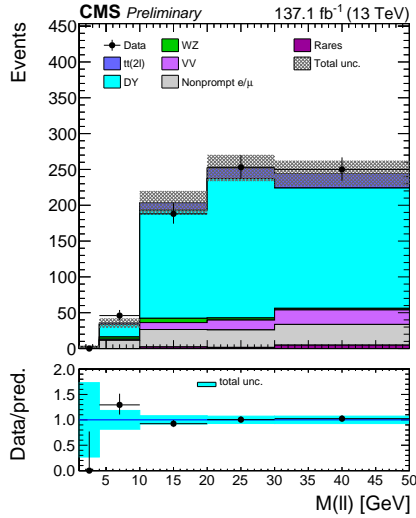 CMS Preliminary 137.1 fb⁻¹ (13 TeV)
Events
Data WZ Rares
tt(2l) VV Total unc.
DY Nonprompt e/μ
450
400
350
300
250
200
150
100
50
0
Data/pred.
total unc.
2.0
1.5
1.0
0.5
0.0
5 10 15 20 25 30 35 40 45 50
M(ll) [GeV]